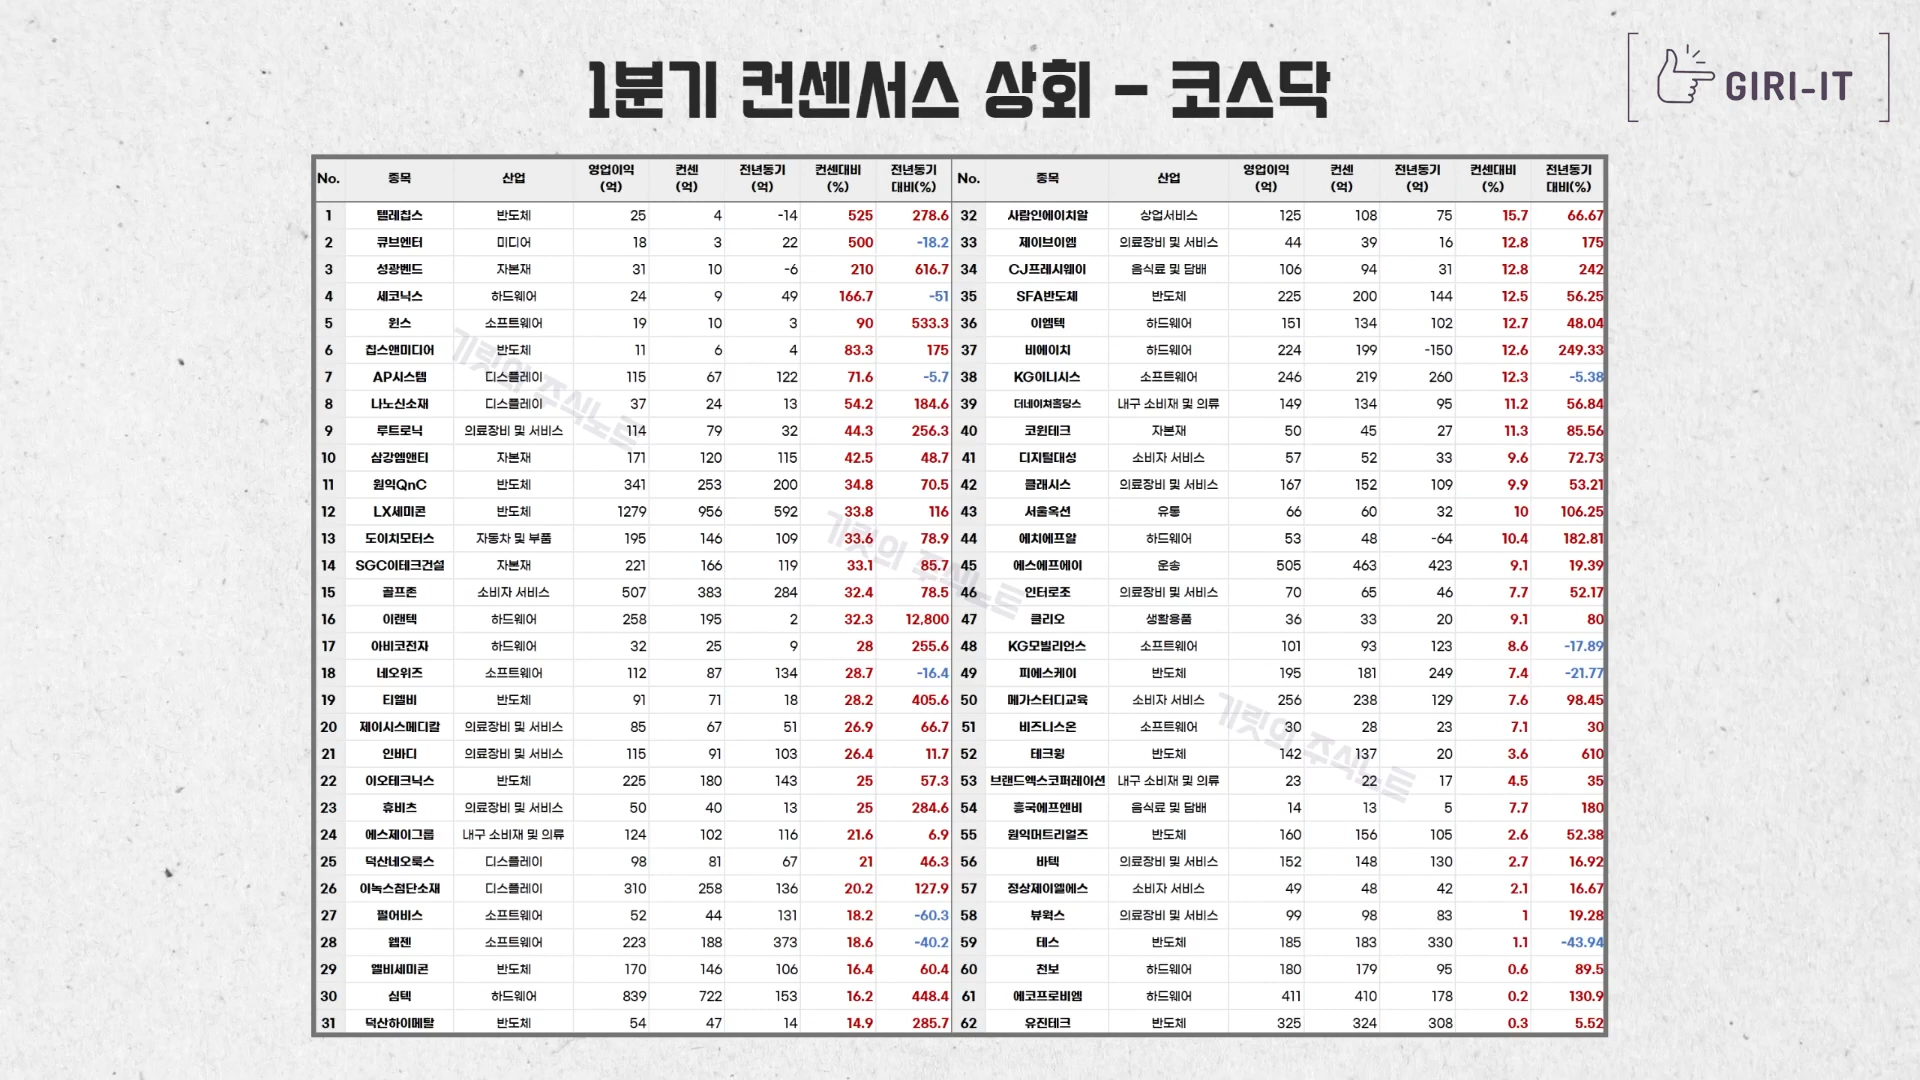 1분기 컨센서스 상회 - 코스닥
GIRI-IT
No. 종목 산업 영업이익 (억) 컨센 (억) 전년동기 (억) 컨센대비 (%) 전년동기 대비(%) No. 종목 산업 영업이익 (억) 컨센 (억) 전년동기 (억) 컨센대비 (%) 전년동기 대비(%)
1 텔레칩스 반도체 25 4 -14 525 278.6 32 사람인에이치알 상업서비스 125 108 75 15.7 66.67
2 큐브엔터 미디어 18 3 22 500 -18.2 33 제이브이엠 의료장비 및 서비스 44 39 16 12.8 175
3 성광벤드 자본재 31 10 -6 210 616.7 34 CJ프레시웨이 음식료 및 담배 106 94 31 12.8 242
4 세코닉스 하드웨어 24 9 49 166.7 -51 35 SFA반도체 반도체 225 200 144 12.5 56.25
5 윈스 소프트웨어 19 10 3 90 533.3 36 이엠텍 하드웨어 151 134 102 12.7 48.04
6 칩스앤미디어 반도체 11 6 4 83.3 175 37 비에이치 하드웨어 224 199 -150 12.6 249.33
7 AP시스템 디스플레이 115 67 122 71.6 -5.7 38 KG이니시스 소프트웨어 246 219 260 12.3 -5.38
8 나노신소재 디스플레이 37 24 13 54.2 184.6 39 더네이쳐홀딩스 내구 소비재 및 의류 149 134 95 11.2 56.84
9 루트로닉 의료장비 및 서비스 114 79 32 44.3 256.3 40 코윈테크 자본재 50 45 27 11.3 85.56
10 삼강엠앤티 자본재 171 120 115 42.5 48.7 41 디지털대성 소비자 서비스 57 52 33 9.6 72.73
11 원익QnC 반도체 341 253 200 34.8 70.5 42 클래시스 의료장비 및 서비스 167 152 109 9.9 53.21
12 LX세미콘 반도체 1279 956 592 33.8 116 43 서울옥션 유통 66 60 32 10 106.25
13 도이치모터스 자동차 및 부품 195 146 109 33.6 78.9 44 에치에프알 하드웨어 53 48 -64 10.4 182.81
14 SGC이테크건설 자본재 221 166 119 33.1 85.7 45 에스에프에이 운송 505 463 423 9.1 19.39
15 골프존 소비자 서비스 507 383 284 32.4 78.5 46 인터로조 의료장비 및 서비스 70 65 46 7.7 52.17
16 이랜텍 하드웨어 258 195 2 32.3 12,800 47 클리오 생활용품 36 33 20 9.1 80
17 아비코전자 하드웨어 32 25 9 28 255.6 48 KG모빌리언스 소프트웨어 101 93 123 8.6 -17.89
18 네오위즈 소프트웨어 112 87 134 28.7 -16.4 49 피에스케이 반도체 195 181 249 7.4 -21.77
19 티엘비 반도체 91 71 18 28.2 405.6 50 메가스터디교육 소비자 서비스 256 238 129 7.6 98.45
20 제이시스메디칼 의료장비 및 서비스 85 67 51 26.9 66.7 51 비즈니스온 소프트웨어 30 28 23 7.1 30
21 인바디 의료장비 및 서비스 115 91 103 26.4 11.7 52 테크윙 반도체 142 137 20 3.6 610
22 이오테크닉스 반도체 225 180 143 25 57.3 53 브랜드엑스코퍼레이션 내구 소비재 및 의류 23 22 17 4.5 35
23 휴비츠 의료장비 및 서비스 50 40 13 25 284.6 54 흥국에프엔비 음식료 및 담배 14 13 5 7.7 180
24 에스제이그룹 내구 소비재 및 의류 124 102 116 21.6 6.9 55 원익머트리얼즈 반도체 160 156 105 2.6 52.38
25 덕산네오룩스 디스플레이 98 81 67 21 46.3 56 바텍 의료장비 및 서비스 152 148 130 2.7 16.92
26 이녹스첨단소재 디스플레이 310 258 136 20.2 127.9 57 정상제이엘에스 소비자 서비스 49 48 42 2.1 16.67
27 펄어비스 소프트웨어 52 44 131 18.2 -60.3 58 뷰웍스 의료장비 및 서비스 99 98 83 1 19.28
28 웹젠 소프트웨어 223 188 373 18.6 -40.2 59 테스 반도체 185 183 330 1.1 -43.94
29 엘비세미콘 반도체 170 146 106 16.4 60.4 60 천보 하드웨어 180 179 95 0.6 89.5
30 심텍 하드웨어 839 722 153 16.2 448.4 61 에코프로비엠 하드웨어 411 410 178 0.2 130.9
31 덕산하이메탈 반도체 54 47 14 14.9 285.7 62 유진테크 반도체 325 324 308 0.3 5.52
기릿의 주식노트
기릿의 주식노트
기릿의 주식노트